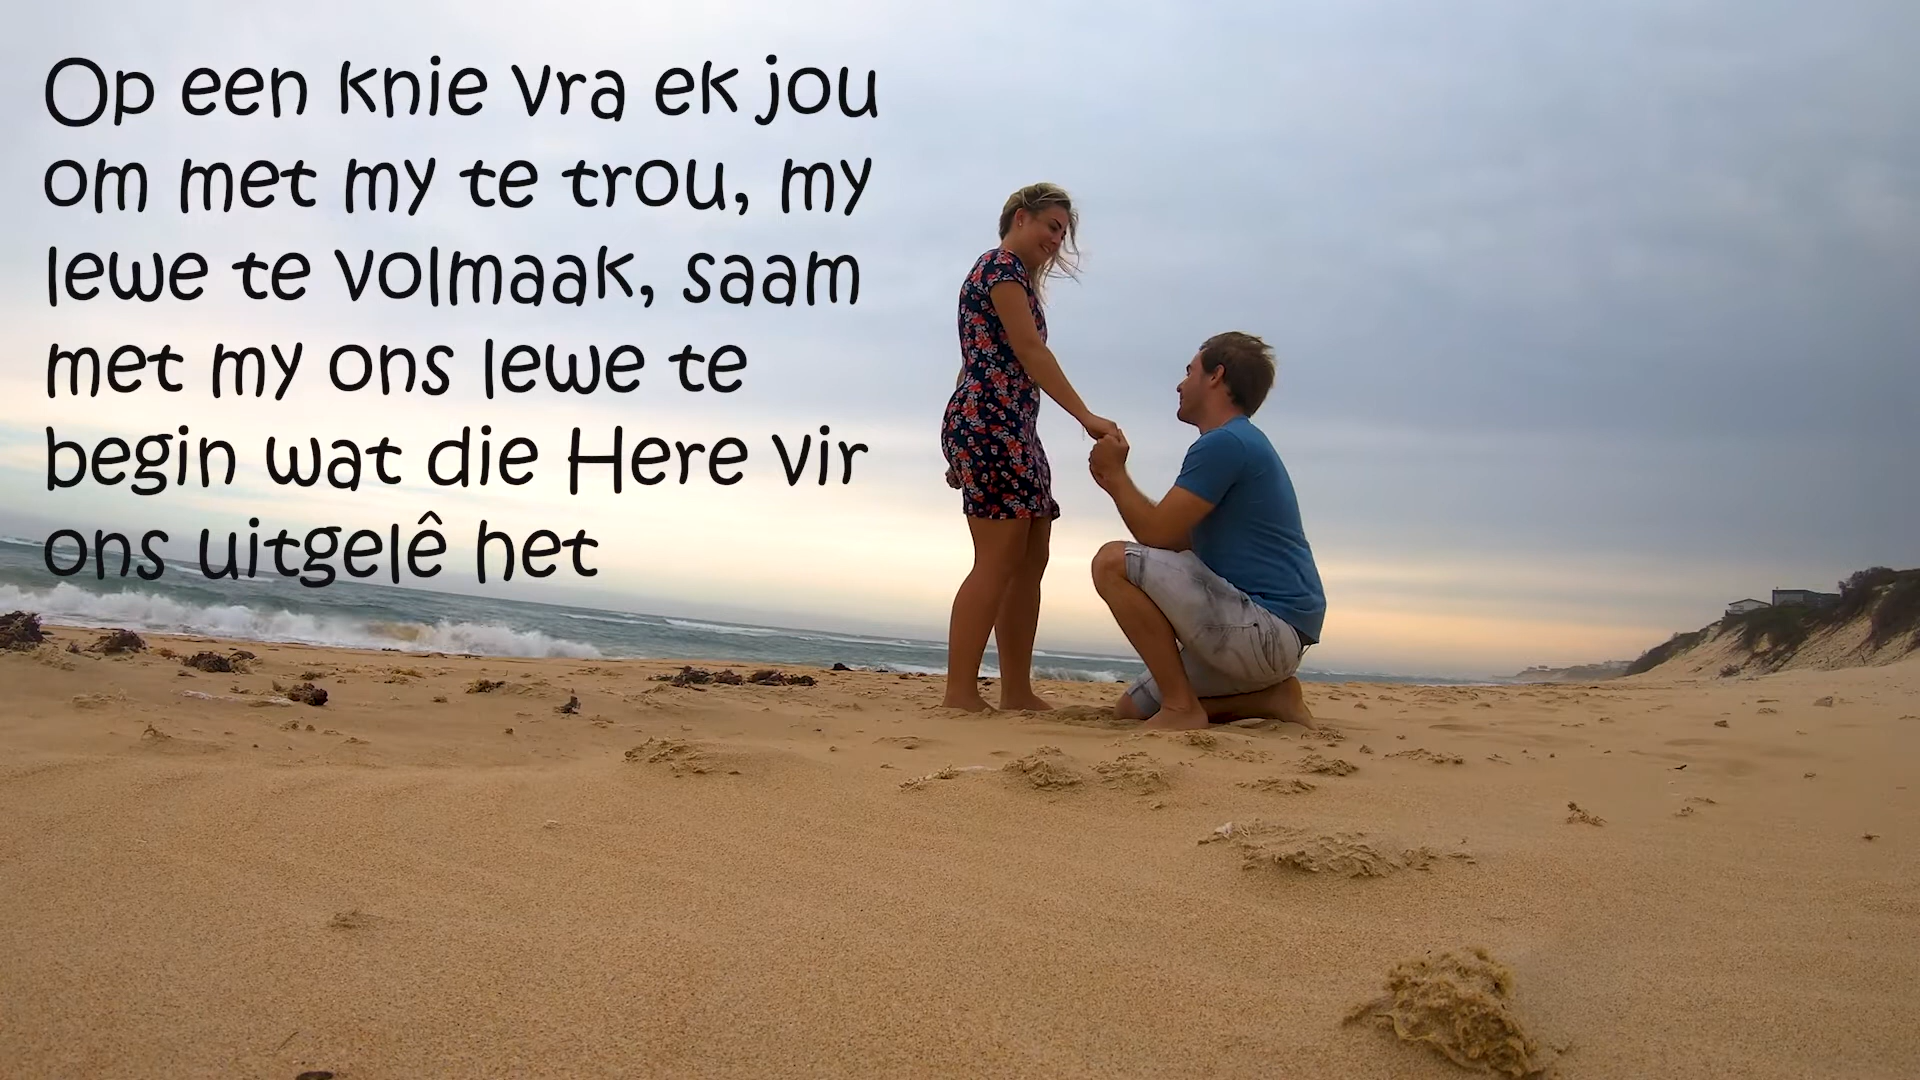 Op een knie vra ek jou
om met my te trou, my
lewe te volmaak, saam
met my ons lewe te
begin wat die Here vir
ons uitgelê het